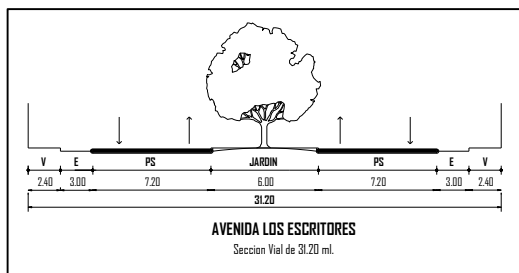 V E PS JARDIN PS E V
2.40 3.00 7.20 6.00 7.20 3.00 2.40
31.20
AVENIDA LOS ESCRITORES
Seccion Vial de 31.20 ml.